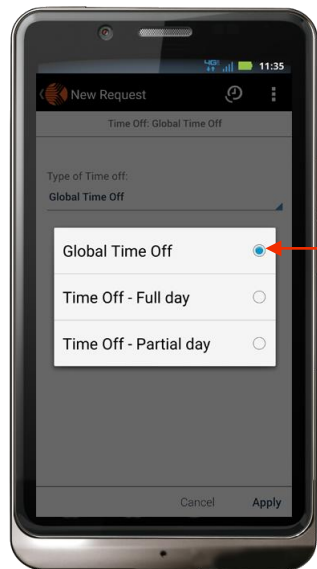 4G 11:35
New Request
Time Off: Global Time Off
Type of Time off:
Global Time Off
Global Time Off
Time Off - Full day
Time Off - Partial day
Cancel Apply